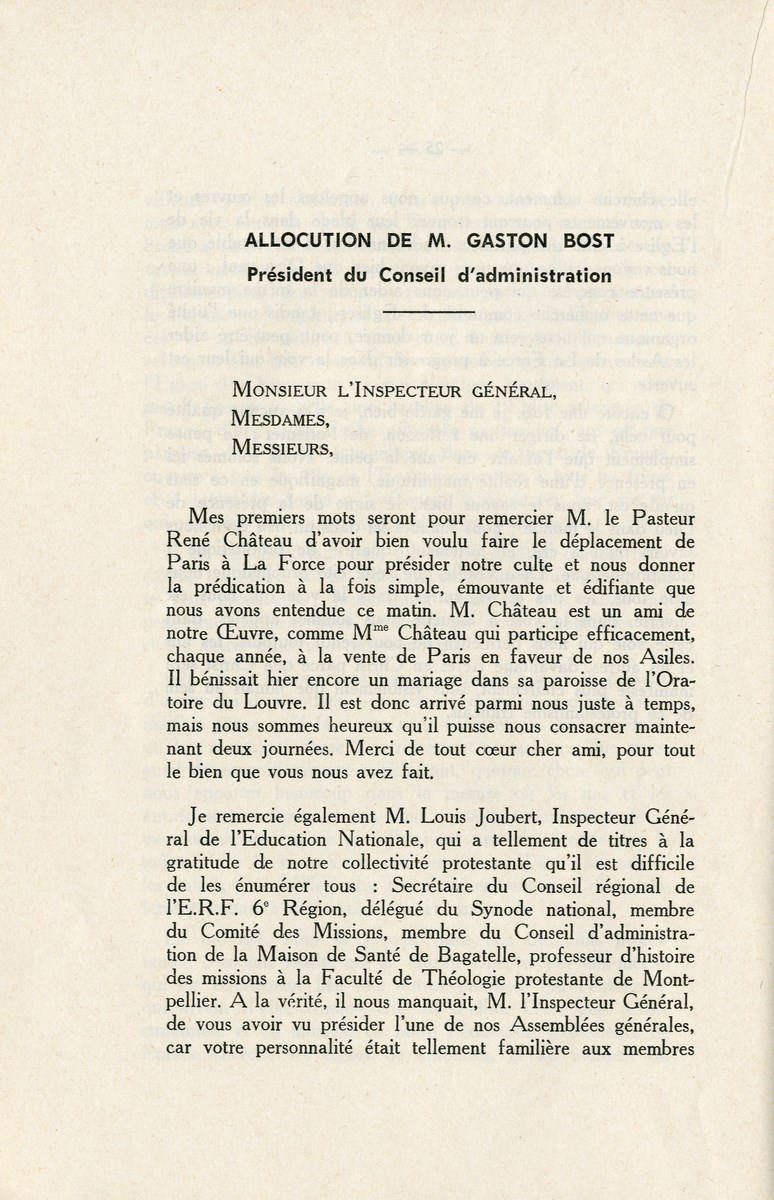 ALLOCUTION DE M. GASTON BOST
Président du Conseil d'administration
MONSIEUR L'INSPECTEUR GÉNÉRAL,
MESDAMES,
MESSIEURS,
Mes premiers mots seront pour remercier M. le Pasteur
René Château d'avoir bien voulu faire le déplacement de
Paris à La Force pour présider notre culte et nous donner
la prédication à la fois simple, émouvante et édifiante que
nous avons entendue ce matin. M. Château est un ami de
notre Œuvre, comme Mme Château qui participe efficacement,
chaque année, à la vente de Paris en faveur de nos Asiles.
Il bénissait hier encore un mariage dans sa paroisse de l'Ora-
toire du Louvre. Il est donc arrivé parmi nous juste à temps,
mais nous sommes heureux qu'il puisse nous consacrer mainte-
nant deux journées. Merci de tout cœur cher ami, pour tout
le bien que vous nous avez fait.
Je remercie également M. Louis Joubert, Inspecteur Géné-
ral de l'Education Nationale, qui a tellement de titres à la
gratitude de notre collectivité protestante qu'il est difficile
de les énumérer tous : Secrétaire du Conseil régional de
l'E.R.F. 6e Région, délégué du Synode national, membre
du Comité des Missions, membre du Conseil d'administra-
tion de la Maison de Santé de Bagatelle, professeur d'histoire
des missions à la Faculté de Théologie protestante de Mont-
pellier. A la vérité, il nous manquait, M. l'Inspecteur Général,
de vous avoir vu présider l'une de nos Assemblées générales,
car votre personnalité était tellement familière aux membres